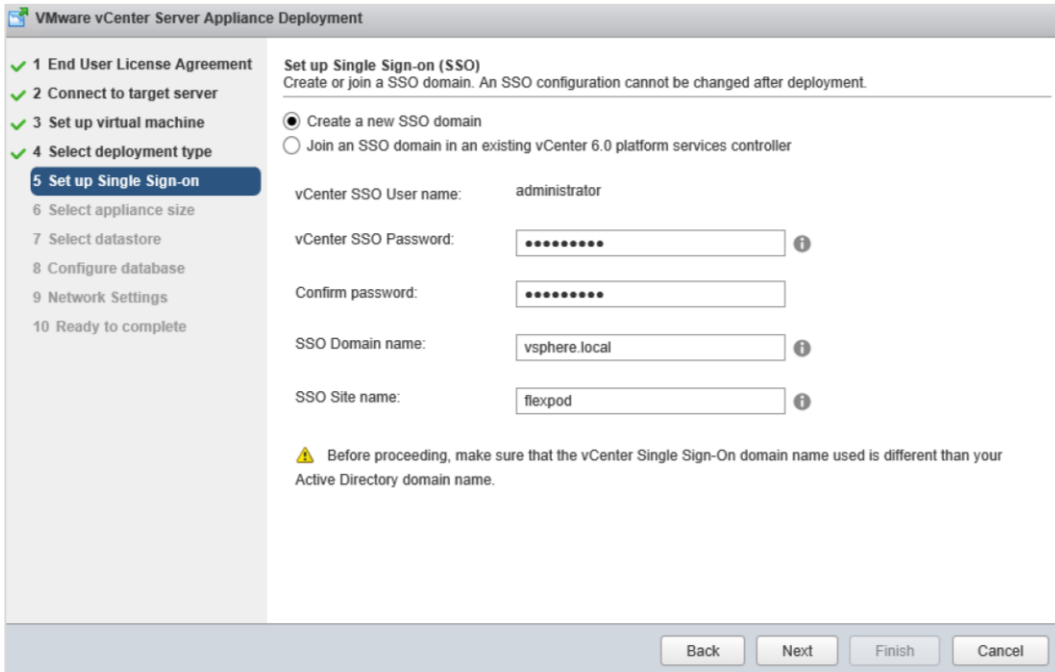 VMware vCenter Server Appliance Deployment
1 End User License Agreement
2 Connect to target server
3 Set up virtual machine
4 Select deployment type
5 Set up Single Sign-on
6 Select appliance size
7 Select datastore
8 Configure database
9 Network Settings
10 Ready to complete
Set up Single Sign-on (SSO)
Create or join a SSO domain. An SSO configuration cannot be changed after deployment.
Create a new SSO domain
Join an SSO domain in an existing vCenter 6.0 platform services controller
vCenter SSO User name: administrator
vCenter SSO Password: •••••••••
Confirm password: •••••••••
SSO Domain name: vsphere.local
SSO Site name: flexpod
Before proceeding, make sure that the vCenter Single Sign-On domain name used is different than your
Active Directory domain name.
Back Next Finish Cancel